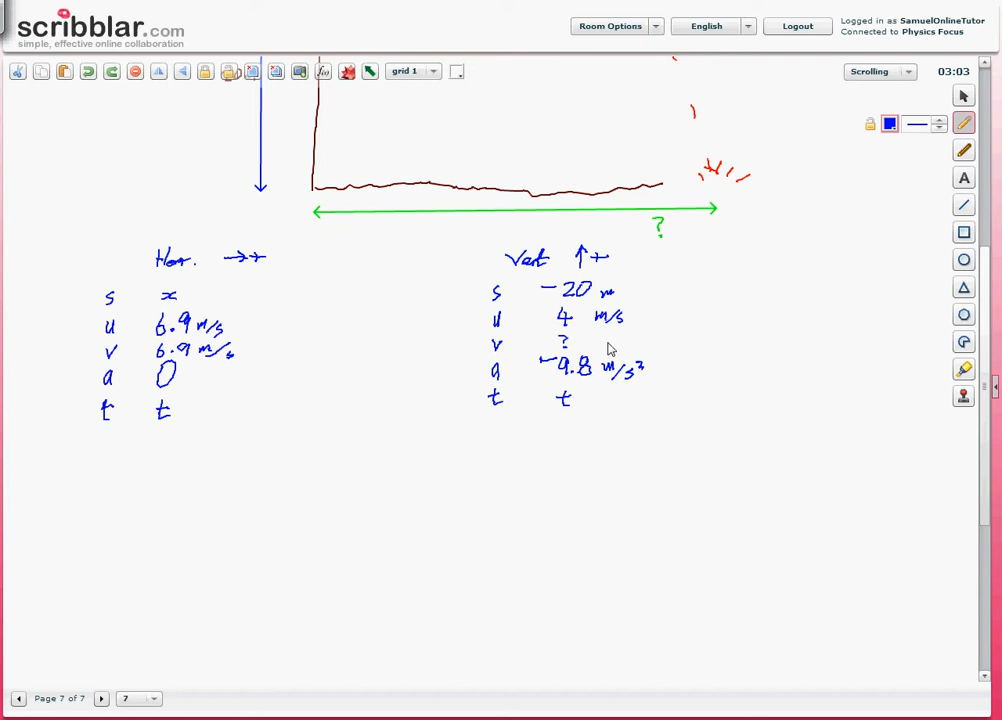 scribblar.com
simple, effective online collaboration
Room Options
English
Logout
Logged in as SamuelOnlineTutor
Connected to Physics Focus
f(x)
grid 1
Scrolling
03:03
A
?
Hor. →+
s x
u 6.9 m/s
v 6.9 m/s
a 0
t t
Vert ↑+
s -20 m
u 4 m/s
v ?
a -9.8 m/s²
t t
Page 7 of 7
7